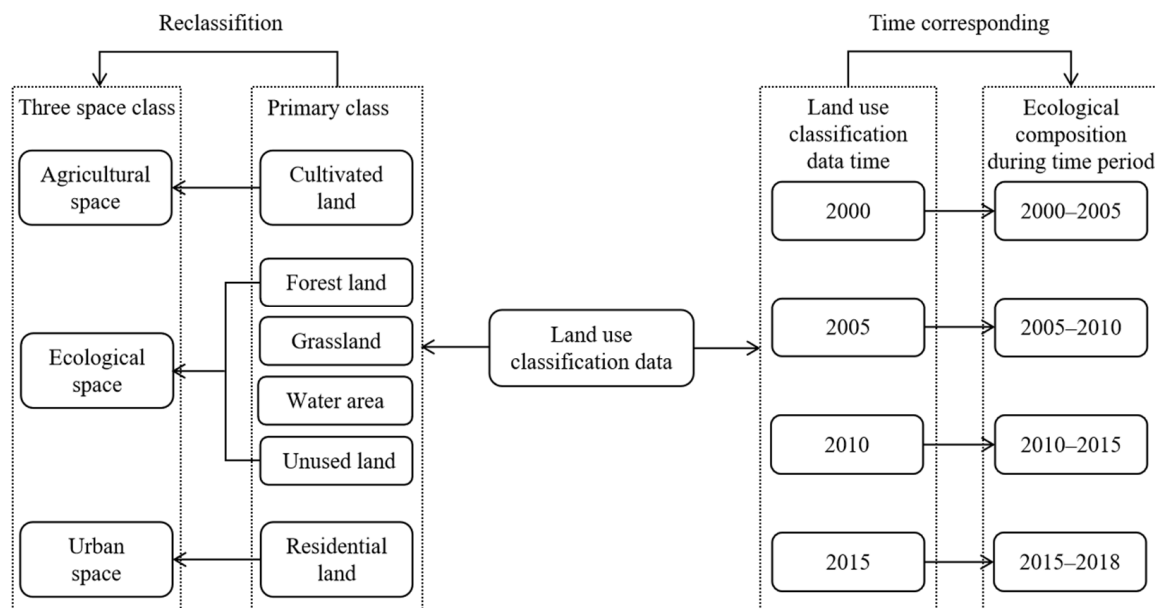 Reclassifition
Three space class
Primary class
Agricultural
space
Cultivated
land
Ecological
space
Forest land
Grassland
Water area
Unused land
Urban
space
Residential
land
Land use
classification data
Time corresponding
Land use
classification
data time
Ecological
composition
during time period
2000
2000–2005
2005
2005–2010
2010
2010–2015
2015
2015–2018